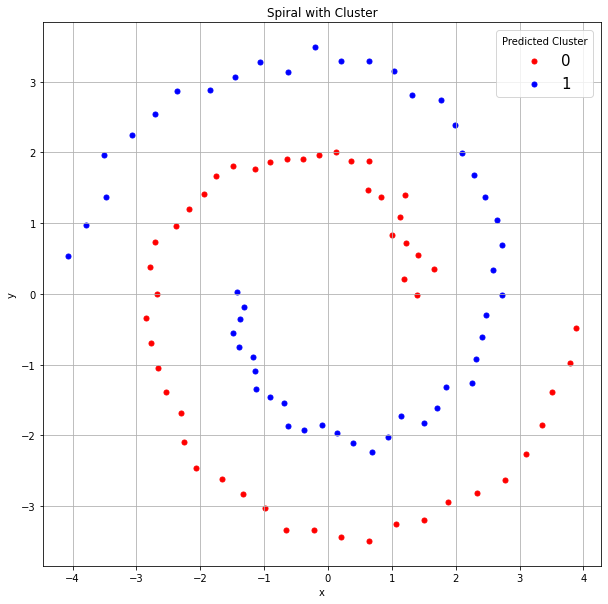 Spiral with Cluster
Predicted Cluster
0
1
y
3
2
1
0
−1
−2
−3
−4 −3 −2 −1 0 1 2 3 4
x